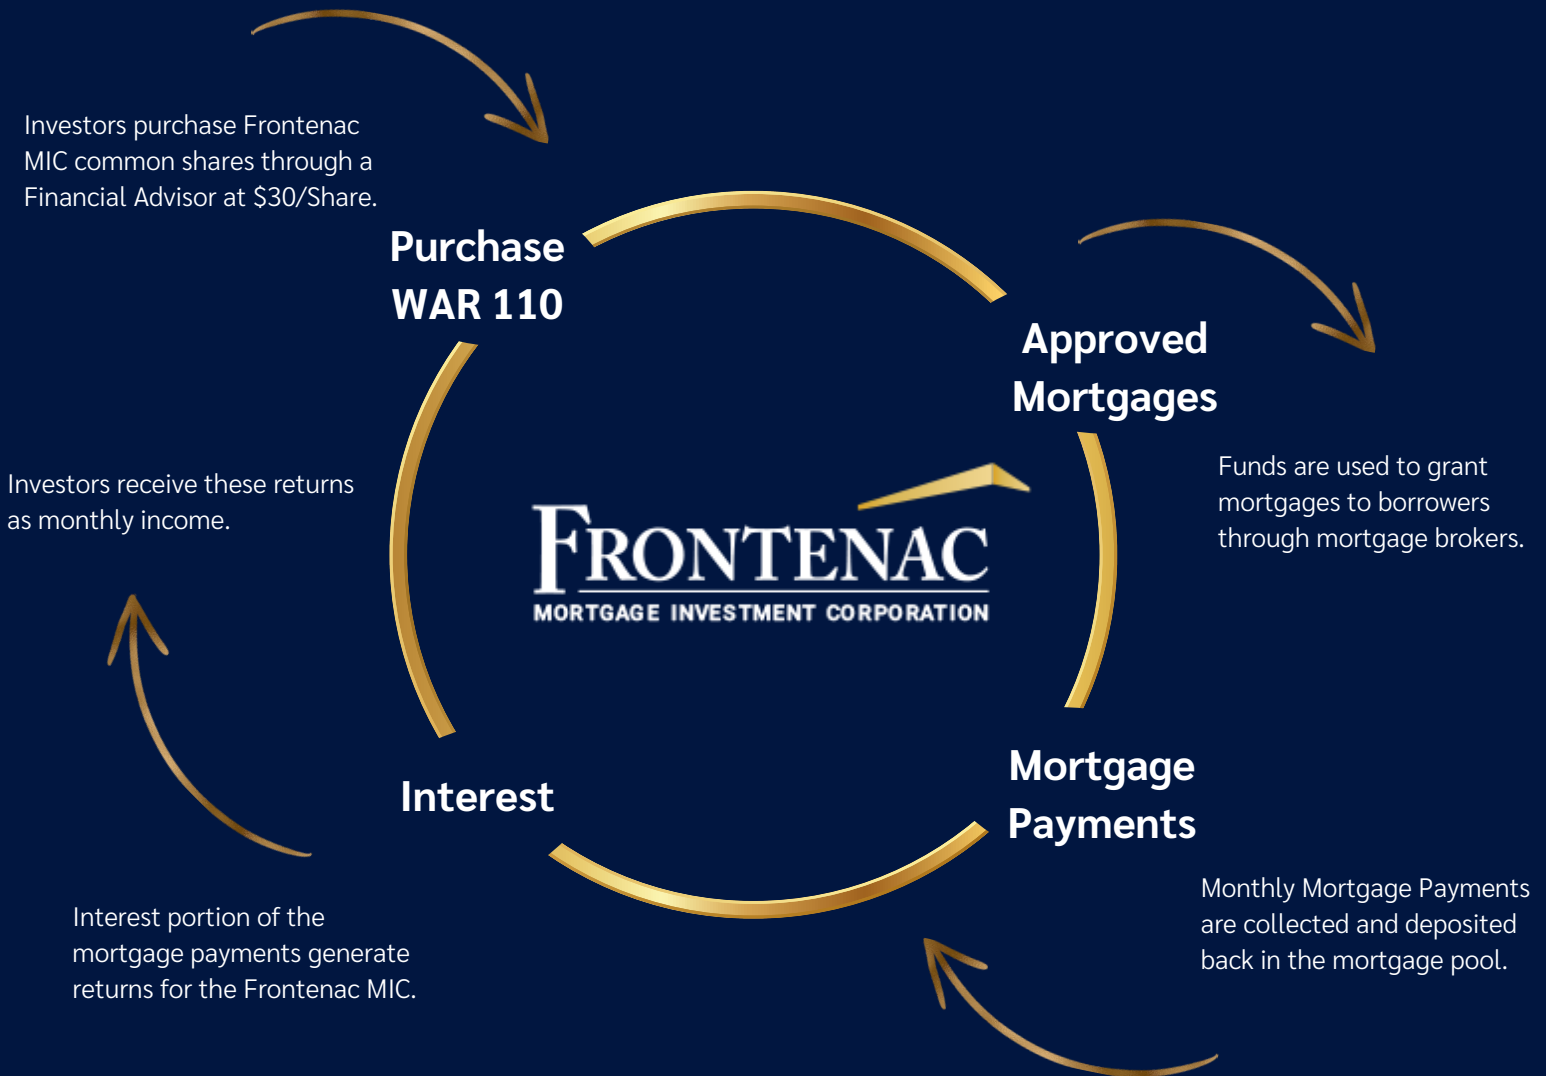 Investors purchase Frontenac
MIC common shares through a
Financial Advisor at $30/Share.
Purchase
WAR 110
Approved
Mortgages
Funds are used to grant
mortgages to borrowers
through mortgage brokers.
Investors receive these returns
as monthly income.
FRONTENAC
MORTGAGE INVESTMENT CORPORATION
Mortgage
Payments
Monthly Mortgage Payments
are collected and deposited
back in the mortgage pool.
Interest
Interest portion of the
mortgage payments generate
returns for the Frontenac MIC.